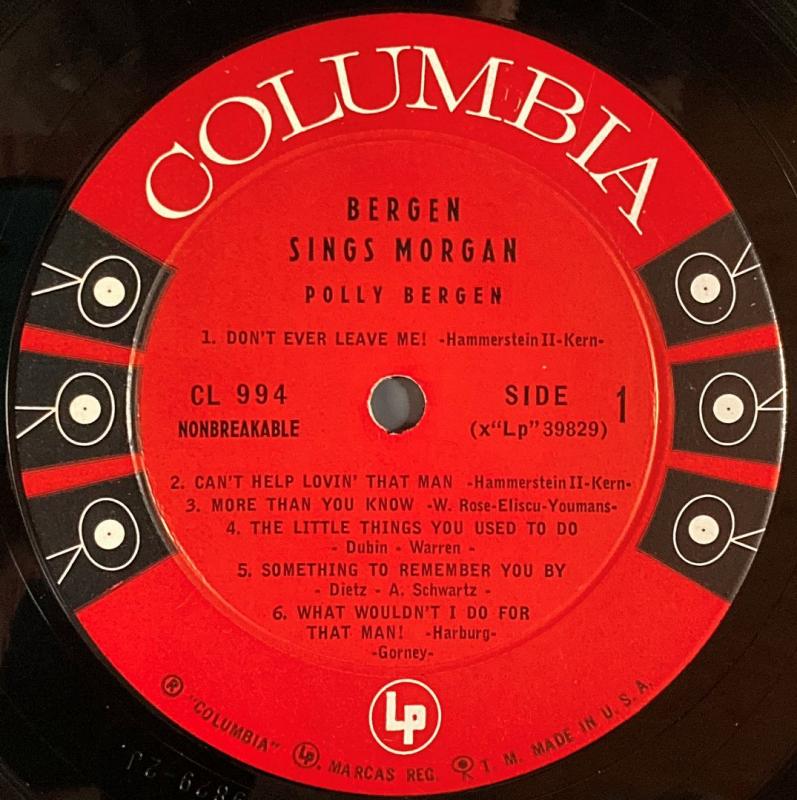 COLUMBIA
BERGEN
SINGS MORGAN
POLLY BERGEN
1. DON'T EVER LEAVE ME! -Hammerstein II-Kern-
CL 994
NONBREAKABLE
SIDE 1
(x"Lp" 39829)
2. CAN'T HELP LOVIN' THAT MAN -Hammerstein II-Kern-
3. MORE THAN YOU KNOW -W. Rose-Eliscu-Youmans-
4. THE LITTLE THINGS YOU USED TO DO
- Dubin - Warren -
5. SOMETHING TO REMEMBER YOU BY
- Dietz - A. Schwartz -
6. WHAT WOULDN'T I DO FOR
THAT MAN! -Harburg-
-Gorney-
Lp
® "COLUMBIA" Lp. MARCAS REG. T. M. MADE IN U. S. A.